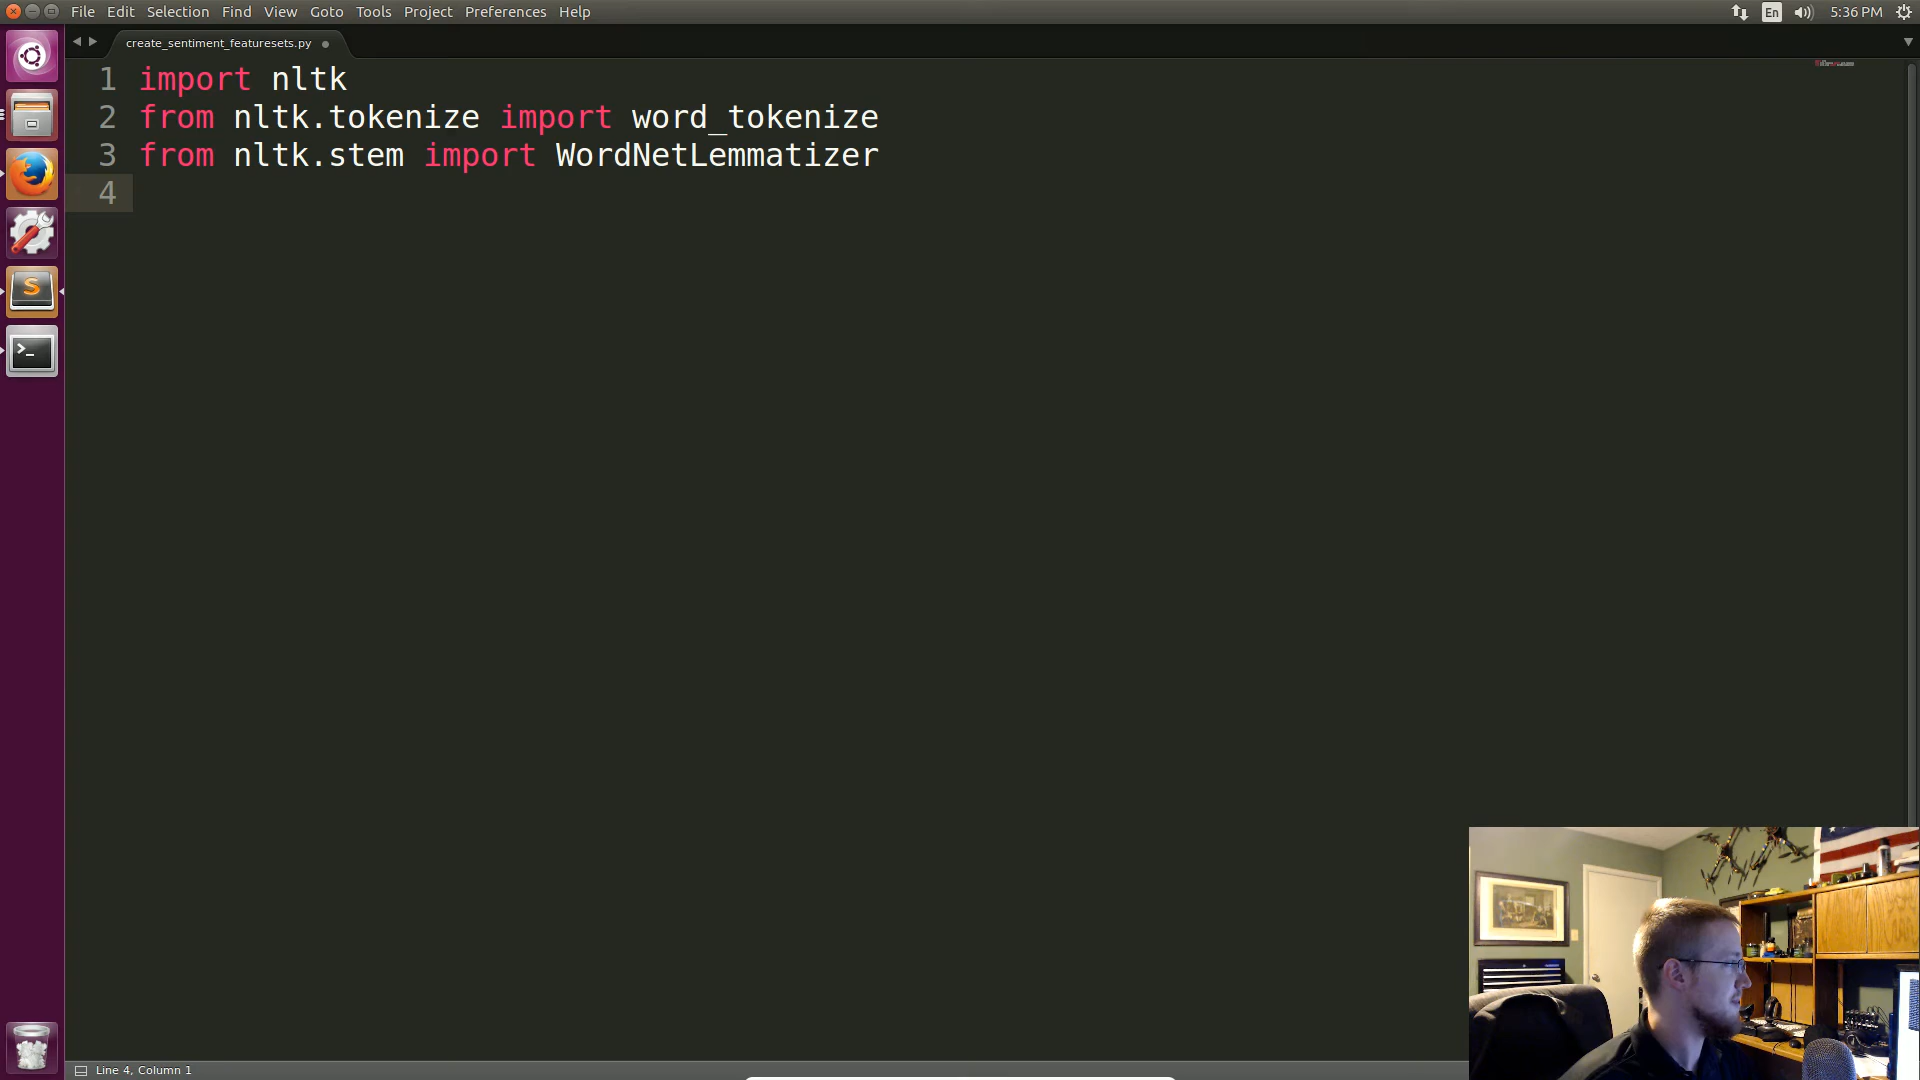 File Edit Selection Find View Goto Tools Project Preferences Help
En 5:36 PM
create_sentiment_featuresets.py
1 import nltk
2 from nltk.tokenize import word_tokenize
3 from nltk.stem import WordNetLemmatizer
4
Line 4, Column 1